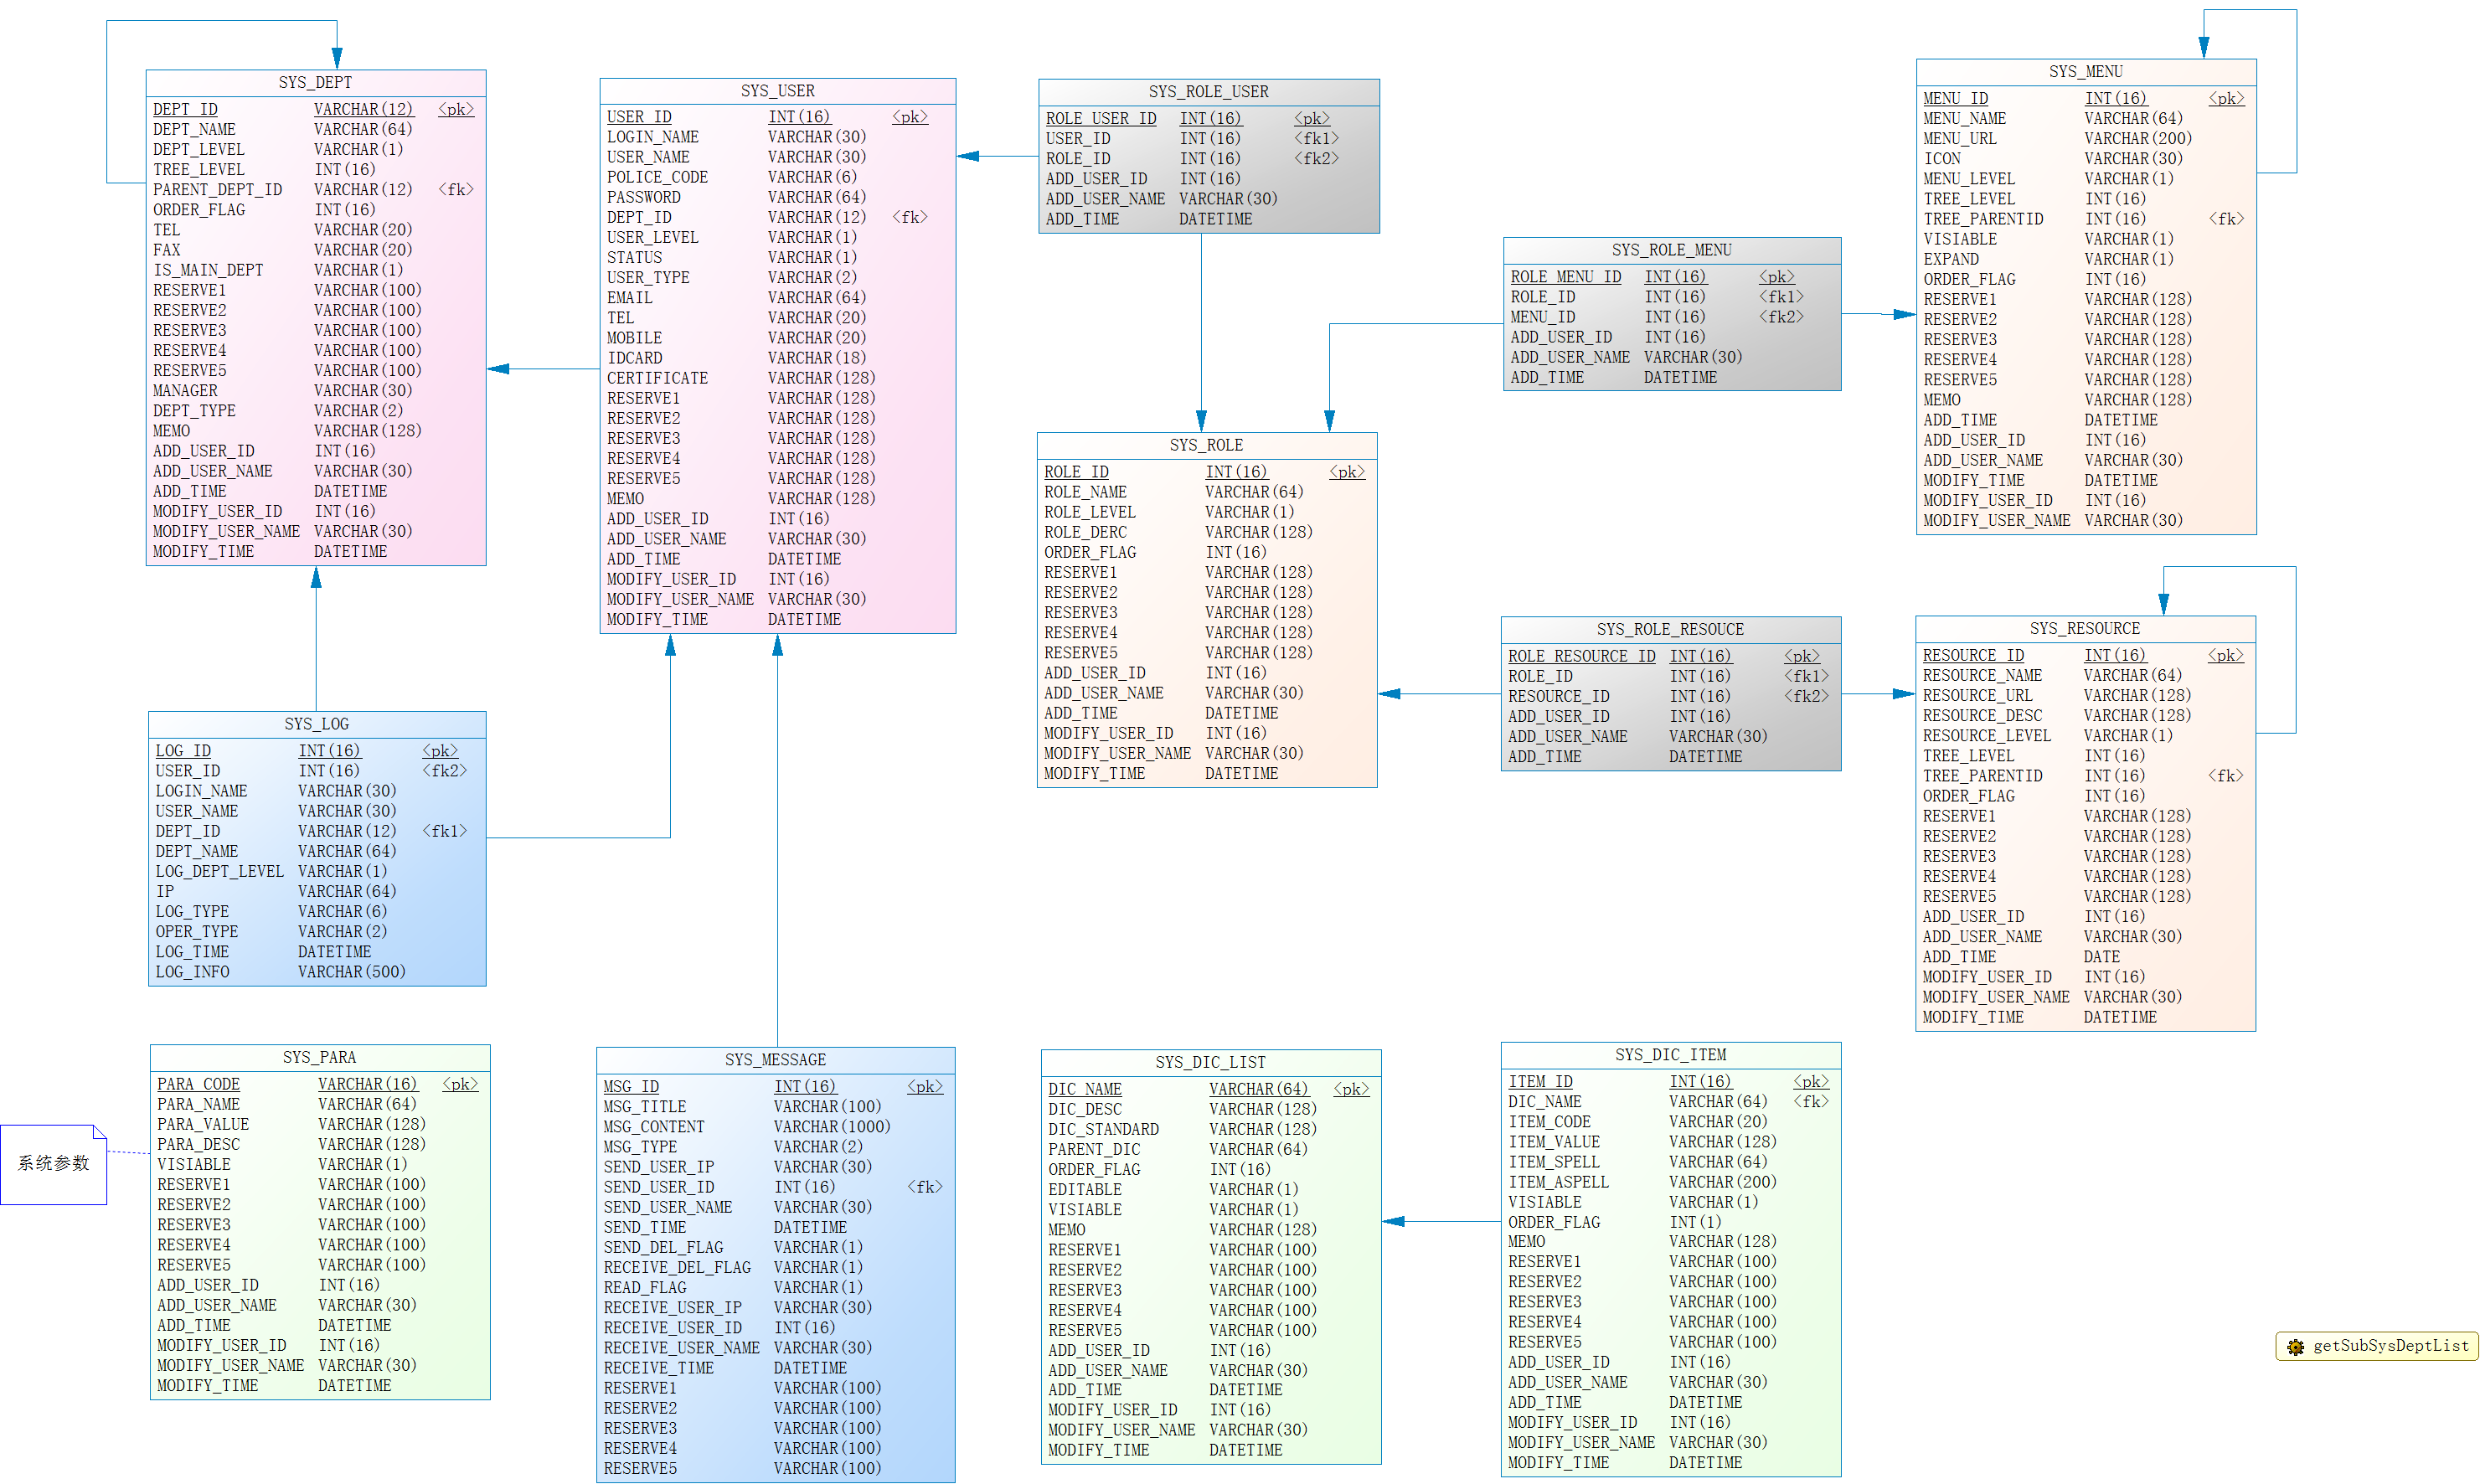 SYS_DEPT
DEPT_ID VARCHAR(12) <pk>
DEPT_NAME VARCHAR(64)
DEPT_LEVEL VARCHAR(1)
TREE_LEVEL INT(16)
PARENT_DEPT_ID VARCHAR(12) <fk>
ORDER_FLAG INT(16)
TEL VARCHAR(20)
FAX VARCHAR(20)
IS_MAIN_DEPT VARCHAR(1)
RESERVE1 VARCHAR(100)
RESERVE2 VARCHAR(100)
RESERVE3 VARCHAR(100)
RESERVE4 VARCHAR(100)
RESERVE5 VARCHAR(100)
MANAGER VARCHAR(30)
DEPT_TYPE VARCHAR(2)
MEMO VARCHAR(128)
ADD_USER_ID INT(16)
ADD_USER_NAME VARCHAR(30)
ADD_TIME DATETIME
MODIFY_USER_ID INT(16)
MODIFY_USER_NAME VARCHAR(30)
MODIFY_TIME DATETIME
SYS_USER
USER_ID INT(16) <pk>
LOGIN_NAME VARCHAR(30)
USER_NAME VARCHAR(30)
POLICE_CODE VARCHAR(6)
PASSWORD VARCHAR(64)
DEPT_ID VARCHAR(12) <fk>
USER_LEVEL VARCHAR(1)
STATUS VARCHAR(1)
USER_TYPE VARCHAR(2)
EMAIL VARCHAR(64)
TEL VARCHAR(20)
MOBILE VARCHAR(20)
IDCARD VARCHAR(18)
CERTIFICATE VARCHAR(128)
RESERVE1 VARCHAR(128)
RESERVE2 VARCHAR(128)
RESERVE3 VARCHAR(128)
RESERVE4 VARCHAR(128)
RESERVE5 VARCHAR(128)
MEMO VARCHAR(128)
ADD_USER_ID INT(16)
ADD_USER_NAME VARCHAR(30)
ADD_TIME DATETIME
MODIFY_USER_ID INT(16)
MODIFY_USER_NAME VARCHAR(30)
MODIFY_TIME DATETIME
SYS_ROLE_USER
ROLE_USER_ID INT(16) <pk>
USER_ID INT(16) <fk1>
ROLE_ID INT(16) <fk2>
ADD_USER_ID INT(16)
ADD_USER_NAME VARCHAR(30)
ADD_TIME DATETIME
SYS_ROLE_MENU
ROLE_MENU_ID INT(16) <pk>
ROLE_ID INT(16) <fk1>
MENU_ID INT(16) <fk2>
ADD_USER_ID INT(16)
ADD_USER_NAME VARCHAR(30)
ADD_TIME DATETIME
SYS_MENU
MENU_ID INT(16) <pk>
MENU_NAME VARCHAR(64)
MENU_URL VARCHAR(200)
ICON VARCHAR(30)
MENU_LEVEL VARCHAR(1)
TREE_LEVEL INT(16)
TREE_PARENTID INT(16) <fk>
VISIABLE VARCHAR(1)
EXPAND VARCHAR(1)
ORDER_FLAG INT(16)
RESERVE1 VARCHAR(128)
RESERVE2 VARCHAR(128)
RESERVE3 VARCHAR(128)
RESERVE4 VARCHAR(128)
RESERVE5 VARCHAR(128)
MEMO VARCHAR(128)
ADD_TIME DATETIME
ADD_USER_ID INT(16)
ADD_USER_NAME VARCHAR(30)
MODIFY_TIME DATETIME
MODIFY_USER_ID INT(16)
MODIFY_USER_NAME VARCHAR(30)
SYS_ROLE
ROLE_ID INT(16) <pk>
ROLE_NAME VARCHAR(64)
ROLE_LEVEL VARCHAR(1)
ROLE_DERC VARCHAR(128)
ORDER_FLAG INT(16)
RESERVE1 VARCHAR(128)
RESERVE2 VARCHAR(128)
RESERVE3 VARCHAR(128)
RESERVE4 VARCHAR(128)
RESERVE5 VARCHAR(128)
ADD_USER_ID INT(16)
ADD_USER_NAME VARCHAR(30)
ADD_TIME DATETIME
MODIFY_USER_ID INT(16)
MODIFY_USER_NAME VARCHAR(30)
MODIFY_TIME DATETIME
SYS_ROLE_RESOUCE
ROLE_RESOURCE_ID INT(16) <pk>
ROLE_ID INT(16) <fk1>
RESOURCE_ID INT(16) <fk2>
ADD_USER_ID INT(16)
ADD_USER_NAME VARCHAR(30)
ADD_TIME DATETIME
SYS_RESOURCE
RESOURCE_ID INT(16) <pk>
RESOURCE_NAME VARCHAR(64)
RESOURCE_URL VARCHAR(128)
RESOURCE_DESC VARCHAR(128)
RESOURCE_LEVEL VARCHAR(1)
TREE_LEVEL INT(16)
TREE_PARENTID INT(16) <fk>
ORDER_FLAG INT(16)
RESERVE1 VARCHAR(128)
RESERVE2 VARCHAR(128)
RESERVE3 VARCHAR(128)
RESERVE4 VARCHAR(128)
RESERVE5 VARCHAR(128)
ADD_USER_ID INT(16)
ADD_USER_NAME VARCHAR(30)
ADD_TIME DATE
MODIFY_USER_ID INT(16)
MODIFY_USER_NAME VARCHAR(30)
MODIFY_TIME DATETIME
SYS_LOG
LOG_ID INT(16) <pk>
USER_ID INT(16) <fk2>
LOGIN_NAME VARCHAR(30)
USER_NAME VARCHAR(30)
DEPT_ID VARCHAR(12) <fk1>
DEPT_NAME VARCHAR(64)
LOG_DEPT_LEVEL VARCHAR(1)
IP VARCHAR(64)
LOG_TYPE VARCHAR(6)
OPER_TYPE VARCHAR(2)
LOG_TIME DATETIME
LOG_INFO VARCHAR(500)
系统参数
SYS_PARA
PARA_CODE VARCHAR(16) <pk>
PARA_NAME VARCHAR(64)
PARA_VALUE VARCHAR(128)
PARA_DESC VARCHAR(128)
VISIABLE VARCHAR(1)
RESERVE1 VARCHAR(100)
RESERVE2 VARCHAR(100)
RESERVE3 VARCHAR(100)
RESERVE4 VARCHAR(100)
RESERVE5 VARCHAR(100)
ADD_USER_ID INT(16)
ADD_USER_NAME VARCHAR(30)
ADD_TIME DATETIME
MODIFY_USER_ID INT(16)
MODIFY_USER_NAME VARCHAR(30)
MODIFY_TIME DATETIME
SYS_MESSAGE
MSG_ID INT(16) <pk>
MSG_TITLE VARCHAR(100)
MSG_CONTENT VARCHAR(1000)
MSG_TYPE VARCHAR(2)
SEND_USER_IP VARCHAR(30)
SEND_USER_ID INT(16) <fk>
SEND_USER_NAME VARCHAR(30)
SEND_TIME DATETIME
SEND_DEL_FLAG VARCHAR(1)
RECEIVE_DEL_FLAG VARCHAR(1)
READ_FLAG VARCHAR(1)
RECEIVE_USER_IP VARCHAR(30)
RECEIVE_USER_ID INT(16)
RECEIVE_USER_NAME VARCHAR(30)
RECEIVE_TIME DATETIME
RESERVE1 VARCHAR(100)
RESERVE2 VARCHAR(100)
RESERVE3 VARCHAR(100)
RESERVE4 VARCHAR(100)
RESERVE5 VARCHAR(100)
SYS_DIC_LIST
DIC_NAME VARCHAR(64) <pk>
DIC_DESC VARCHAR(128)
DIC_STANDARD VARCHAR(128)
PARENT_DIC VARCHAR(64)
ORDER_FLAG INT(16)
EDITABLE VARCHAR(1)
VISIABLE VARCHAR(1)
MEMO VARCHAR(128)
RESERVE1 VARCHAR(100)
RESERVE2 VARCHAR(100)
RESERVE3 VARCHAR(100)
RESERVE4 VARCHAR(100)
RESERVE5 VARCHAR(100)
ADD_USER_ID INT(16)
ADD_USER_NAME VARCHAR(30)
ADD_TIME DATETIME
MODIFY_USER_ID INT(16)
MODIFY_USER_NAME VARCHAR(30)
MODIFY_TIME DATETIME
SYS_DIC_ITEM
ITEM_ID INT(16) <pk>
DIC_NAME VARCHAR(64) <fk>
ITEM_CODE VARCHAR(20)
ITEM_VALUE VARCHAR(128)
ITEM_SPELL VARCHAR(64)
ITEM_ASPELL VARCHAR(200)
VISIABLE VARCHAR(1)
ORDER_FLAG INT(1)
MEMO VARCHAR(128)
RESERVE1 VARCHAR(100)
RESERVE2 VARCHAR(100)
RESERVE3 VARCHAR(100)
RESERVE4 VARCHAR(100)
RESERVE5 VARCHAR(100)
ADD_USER_ID INT(16)
ADD_USER_NAME VARCHAR(30)
ADD_TIME DATETIME
MODIFY_USER_ID INT(16)
MODIFY_USER_NAME VARCHAR(30)
MODIFY_TIME DATETIME
getSubSysDeptList